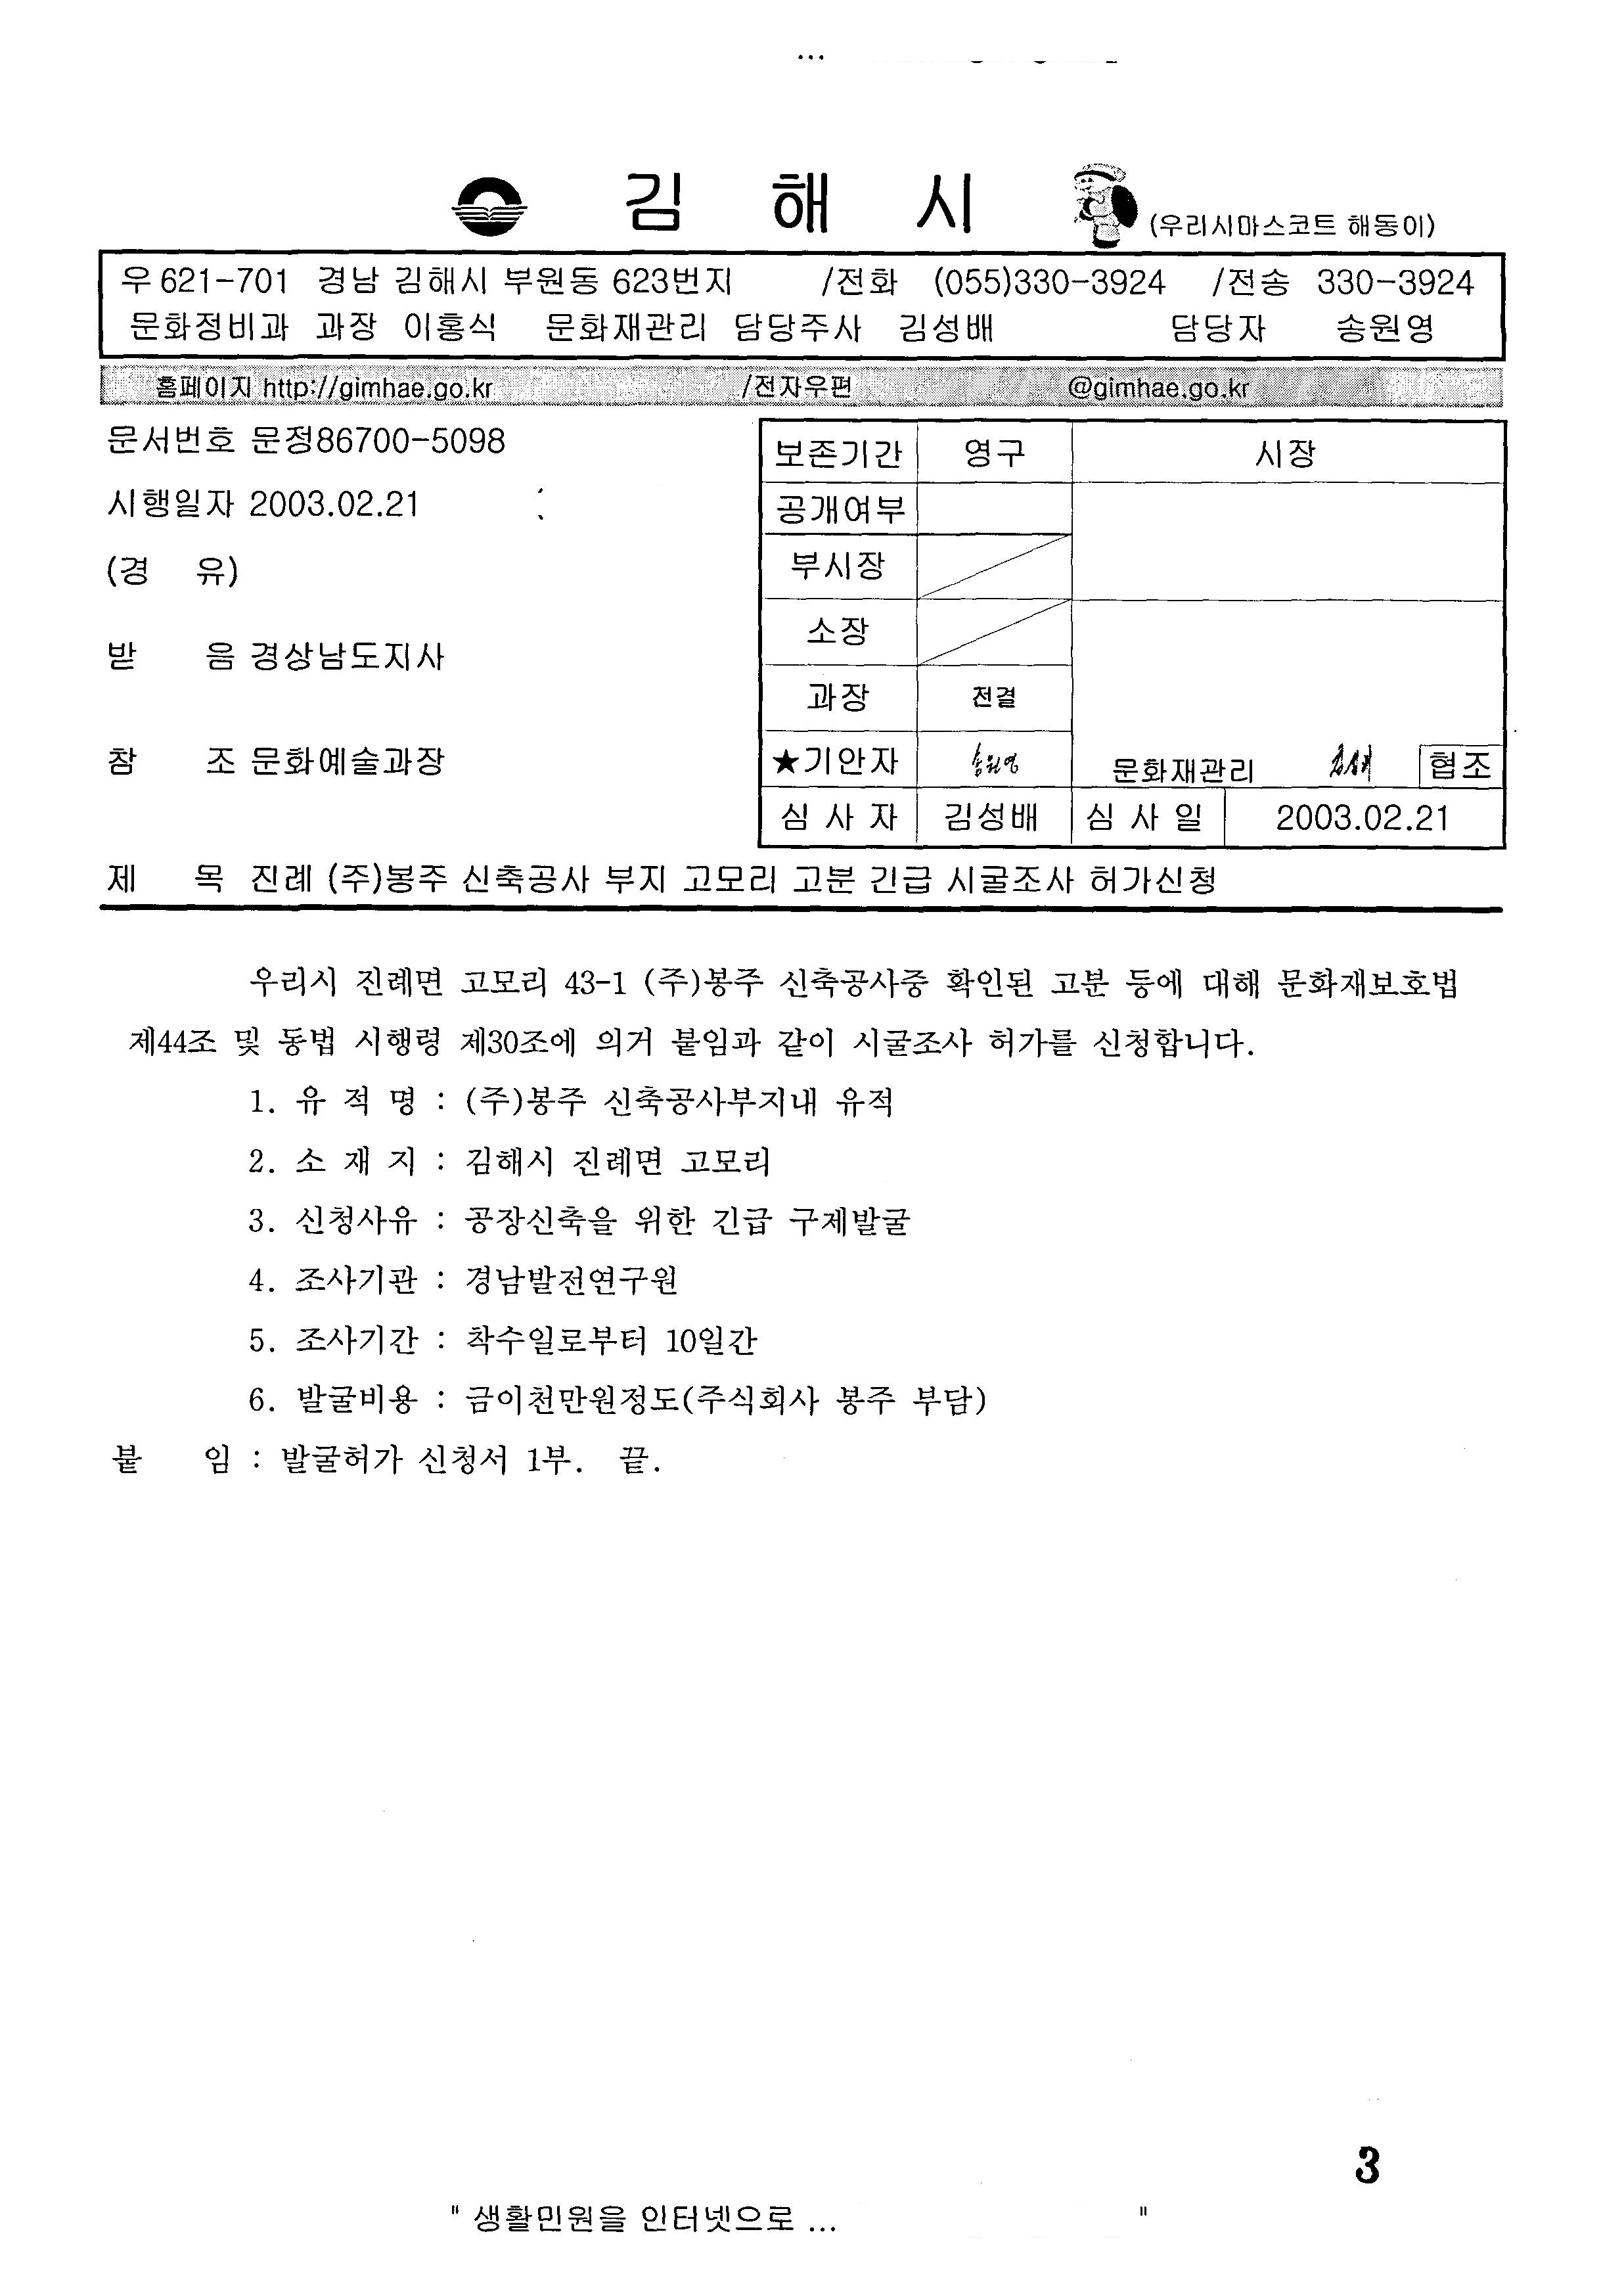 ...
김 해 시 (우리시마스코트 해동이)
우 621-701 경남 김해시 부원동 623번지 /전화 (055)330-3924 /전송 330-3924
문화정비과 과장 이홍식 문화재관리 담당주사 김성배 담당자 송원영
홈페이지 http://gimhae.go.kr /전자우편 @gimhae.go.kr
문서번호 문정86700-5098
시행일자 2003.02.21
(경 유)
받 음 경상남도지사
참 조 문화예술과장
보존기간 영구 시장
공개여부
부시장
소장
과장 전결
★기안자 송원영 문화재관리 협조
심 사 자 김성배 심 사 일 2003.02.21
제 목 진례 (주)봉주 신축공사 부지 고모리 고분 긴급 시굴조사 허가신청
우리시 진례면 고모리 43-1 (주)봉주 신축공사중 확인된 고분 등에 대해 문화재보호법
제44조 및 동법 시행령 제30조에 의거 붙임과 같이 시굴조사 허가를 신청합니다.
1. 유 적 명 : (주)봉주 신축공사부지내 유적
2. 소 재 지 : 김해시 진례면 고모리
3. 신청사유 : 공장신축을 위한 긴급 구제발굴
4. 조사기관 : 경남발전연구원
5. 조사기간 : 착수일로부터 10일간
6. 발굴비용 : 금이천만원정도(주식회사 봉주 부담)
붙 임 : 발굴허가 신청서 1부. 끝.
3
" 생활민원을 인터넷으로 ... "